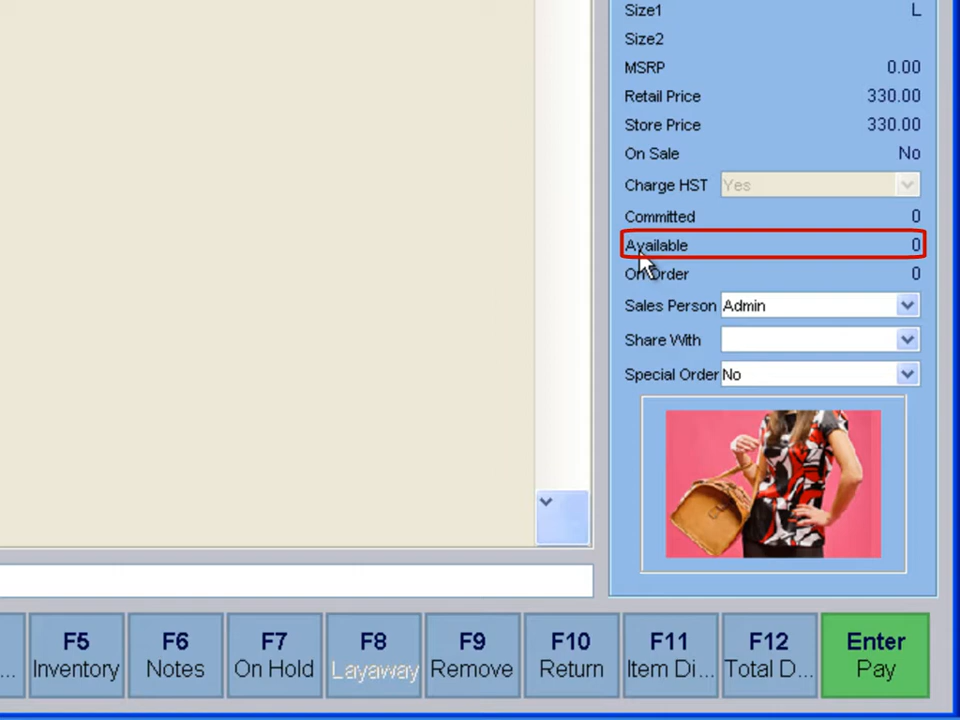 Size1 L
Size2
MSRP 0.00
Retail Price 330.00
Store Price 330.00
On Sale No
Charge HST Yes
Committed 0
Available 0
On Order 0
Sales Person Admin
Share With
Special Order No
... F5 F6 F7 F8 F9 F10 F11 F12 Enter
Inventory Notes On Hold Layaway Remove Return Item Di... Total D... Pay